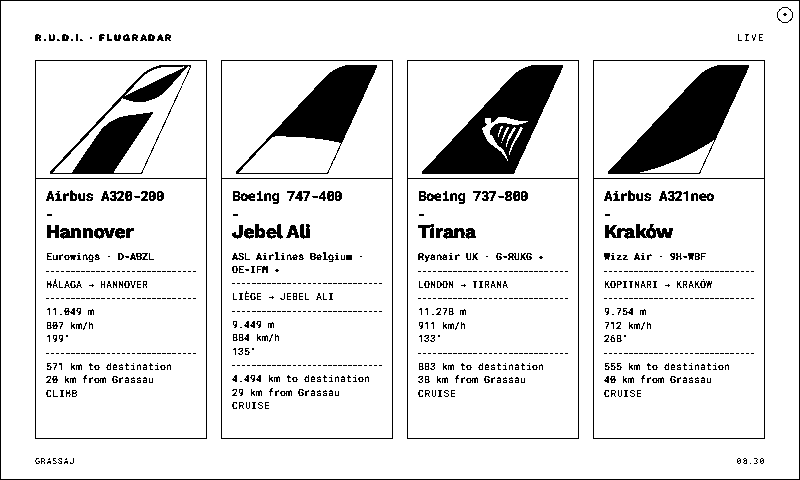 R.U.D.I. · FLUGRADAR
LIVE
Airbus A320-200
-
Hannover
Eurowings · D-ABZL
MÁLAGA → HANNOVER
11.049 m
807 km/h
199°
571 km to destination
20 km from Grassau
CLIMB
Boeing 747-400
-
Jebel Ali
ASL Airlines Belgium ·
OE-IFM ✦
LIÈGE → JEBEL ALI
9.449 m
884 km/h
135°
4.494 km to destination
29 km from Grassau
CRUISE
Boeing 737-800
-
Tirana
Ryanair UK · G-RUKG ✦
LONDON → TIRANA
11.278 m
911 km/h
133°
883 km to destination
38 km from Grassau
CRUISE
Airbus A321neo
-
Kraków
Wizz Air · 9H-WBF
KOPITNARI → KRAKÓW
9.754 m
712 km/h
268°
555 km to destination
40 km from Grassau
CRUISE
GRASSAU
08.30